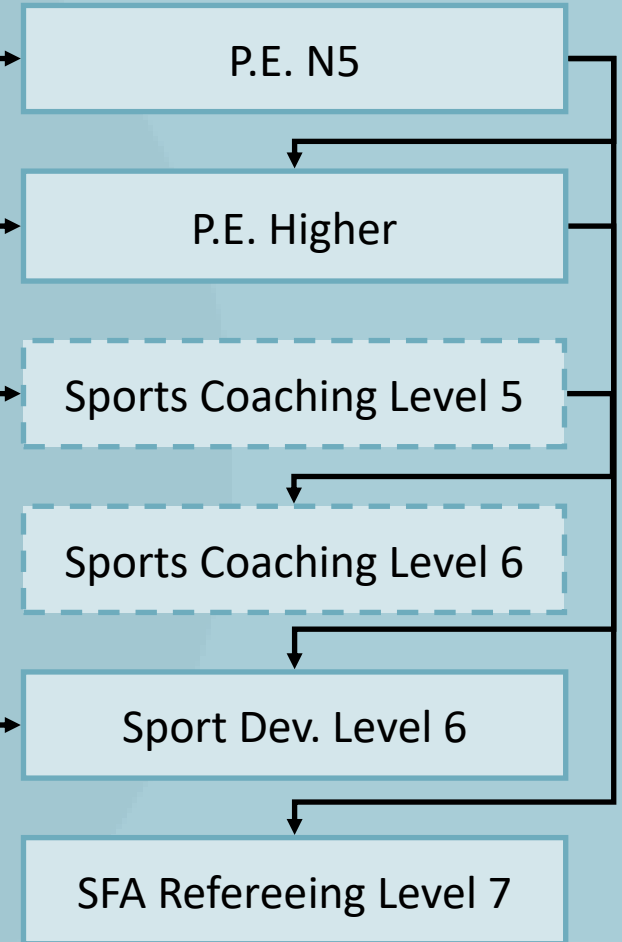 P.E. N5
P.E. Higher
Sports Coaching Level 5
Sports Coaching Level 6
Sport Dev. Level 6
SFA Refereeing Level 7